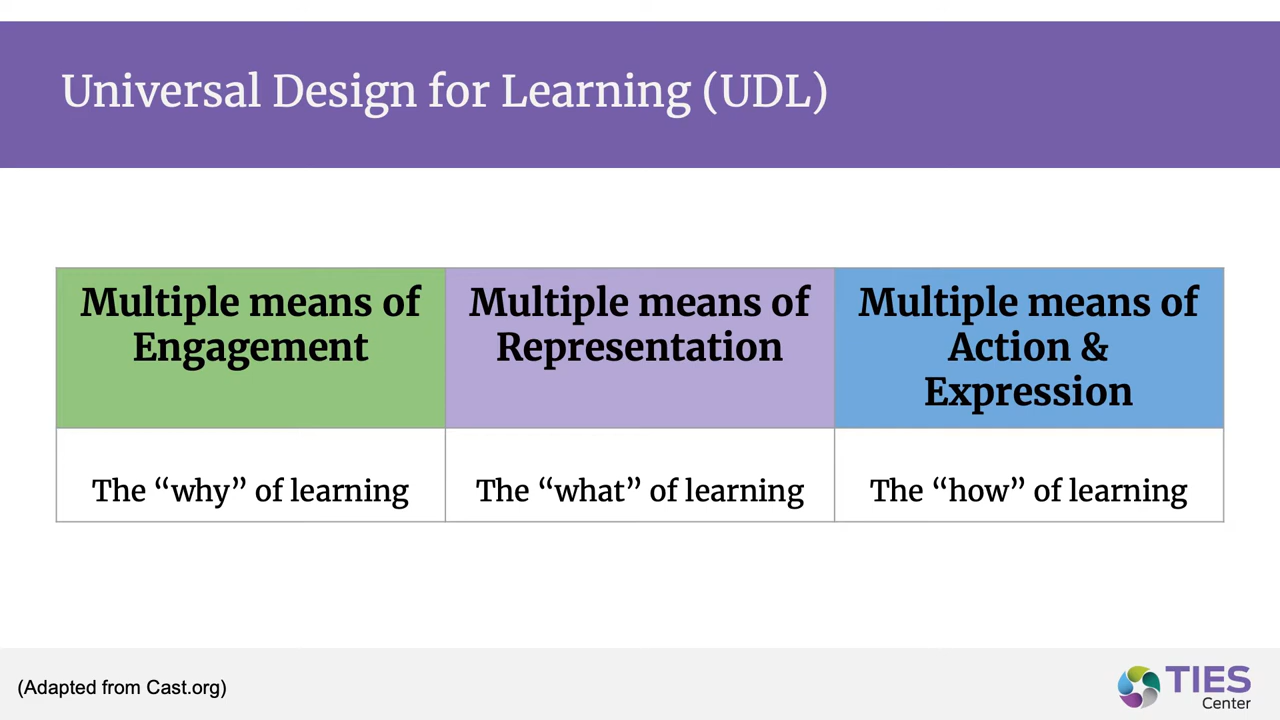 Universal Design for Learning (UDL)
Multiple means of
Engagement
Multiple means of
Representation
Multiple means of
Action &
Expression
The “why” of learning
The “what” of learning
The “how” of learning
(Adapted from Cast.org)
TIES
Center